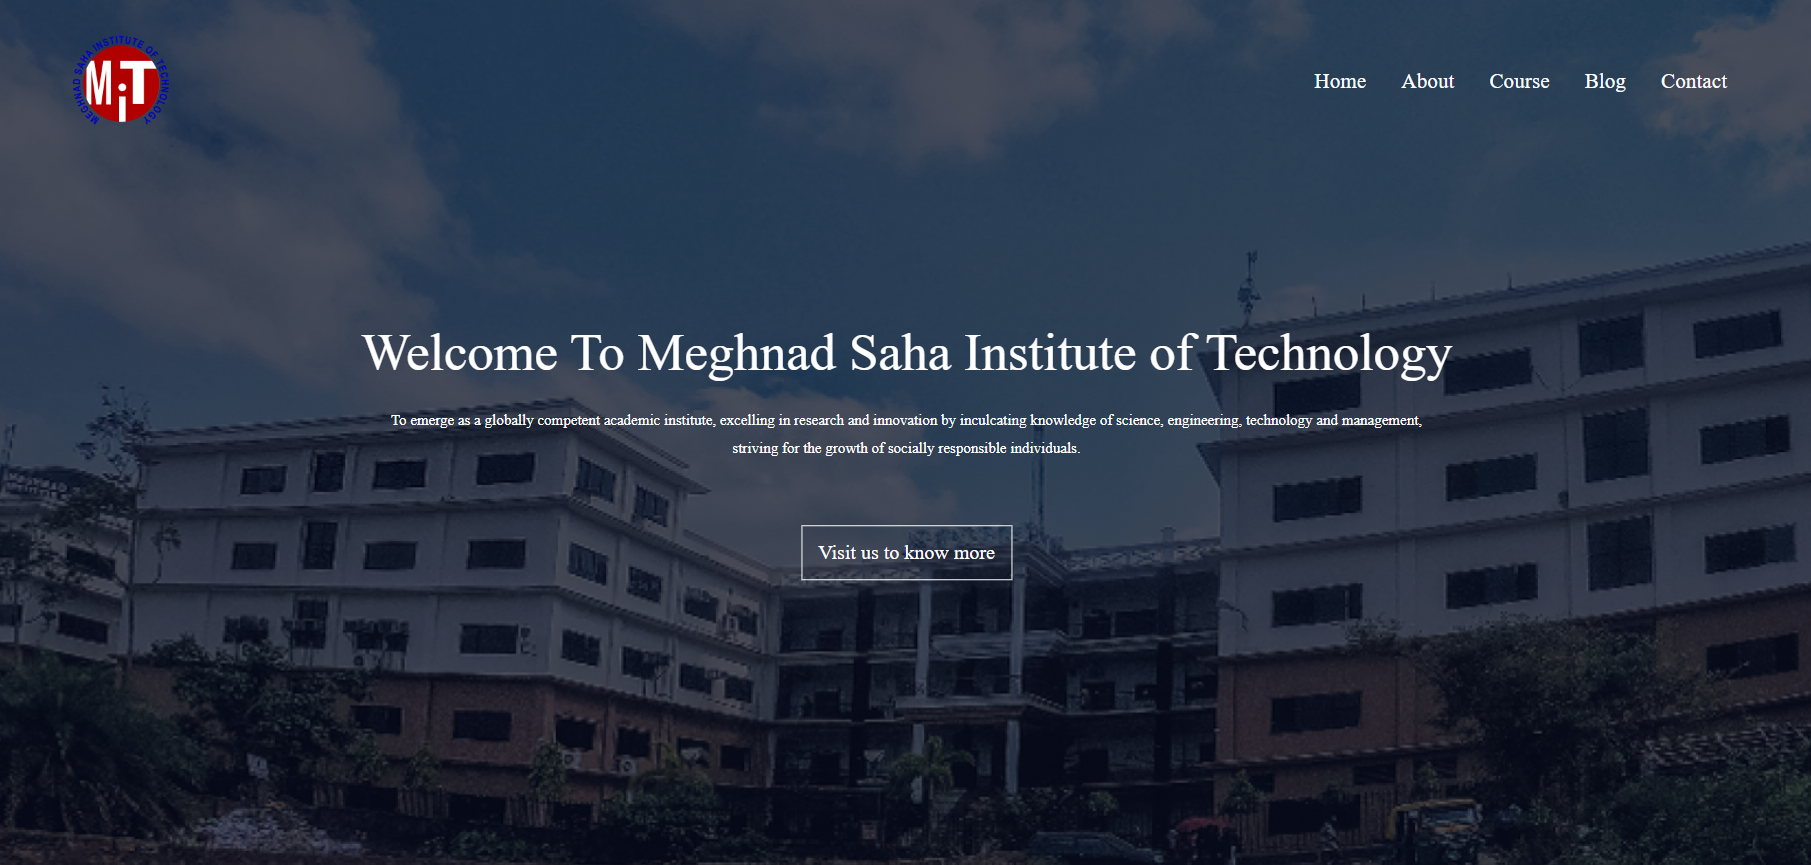 MEGHNAD SAHA INSTITUTE OF TECHNOLOGY
MiT
Home
About
Course
Blog
Contact
Welcome To Meghnad Saha Institute of Technology
To emerge as a globally competent academic institute, excelling in research and innovation by inculcating knowledge of science, engineering, technology and management,
striving for the growth of socially responsible individuals.
Visit us to know more